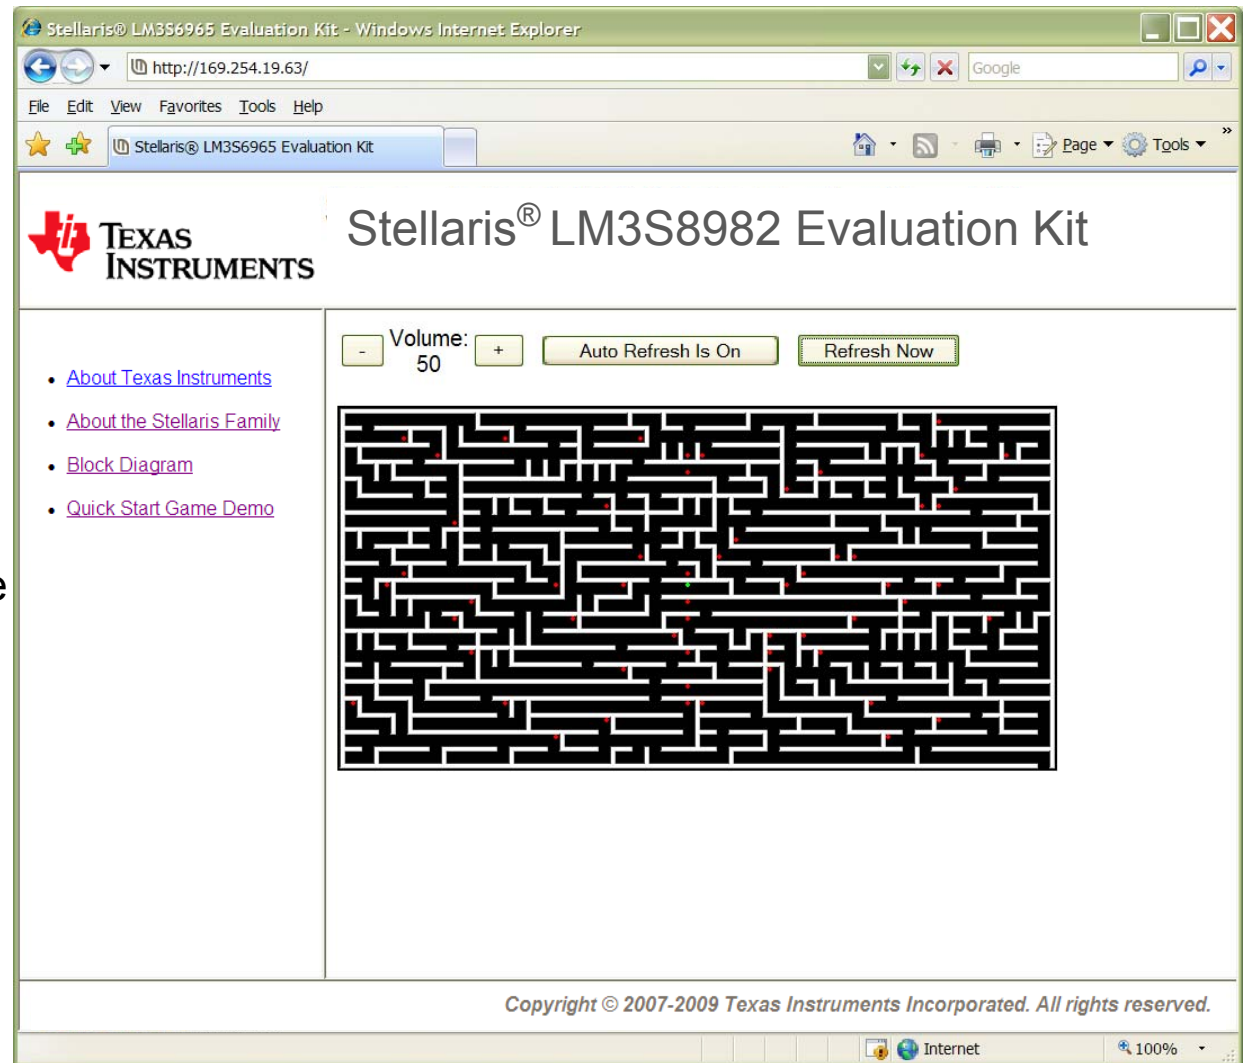 Stellaris® LM3S6965 Evaluation Kit - Windows Internet Explorer
http://169.254.19.63/
Google
File Edit View Favorites Tools Help
Stellaris® LM3S6965 Evaluation Kit
Page Tools »
TEXAS
INSTRUMENTS
Stellaris® LM3S8982 Evaluation Kit
- Volume: +
50
Auto Refresh Is On
Refresh Now
• About Texas Instruments
• About the Stellaris Family
• Block Diagram
• Quick Start Game Demo
e
Copyright © 2007-2009 Texas Instruments Incorporated. All rights reserved.
Internet 100%